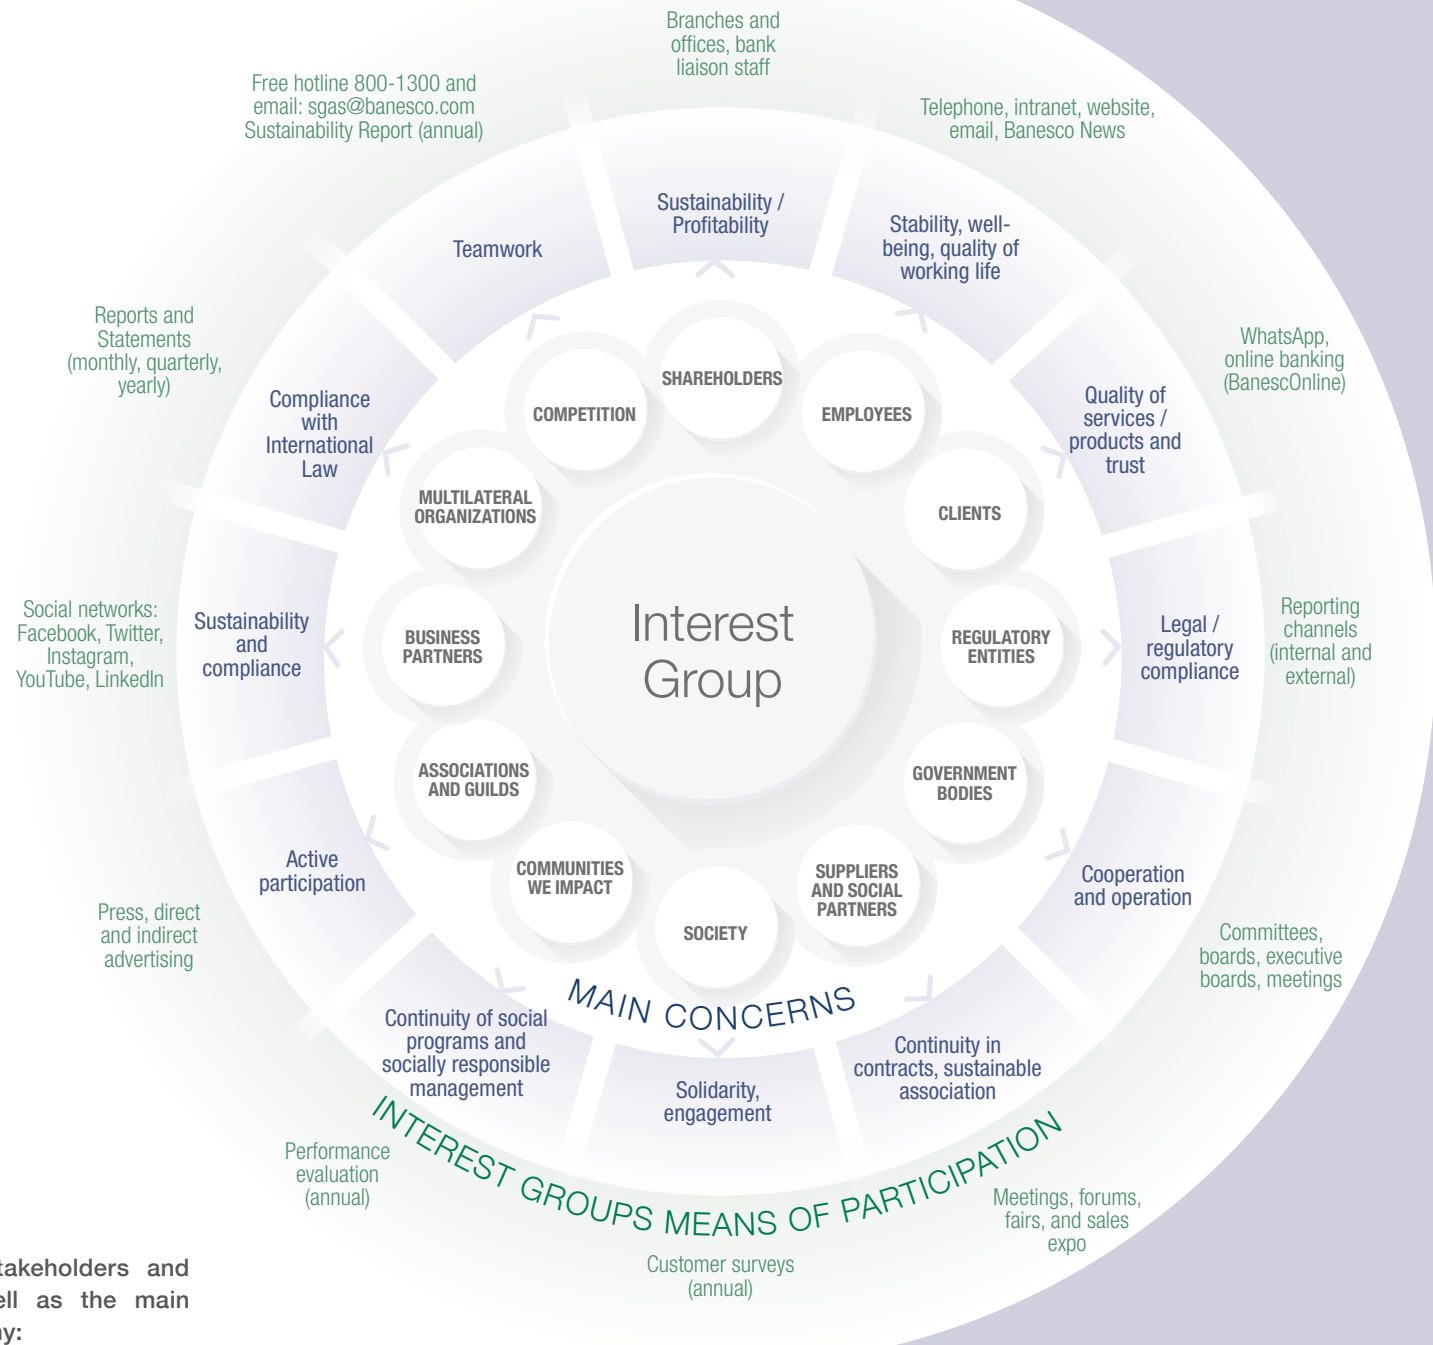 Branches and
offices, bank
liaison staff
Free hotline 800-1300 and
email: sgas@banesco.com
Sustainability Report (annual)
Telephone, intranet, website,
email, Banesco News
Sustainability /
Profitability
Teamwork
Stability, well-
being, quality of
working life
Reports and
Statements
(monthly, quarterly,
yearly)
WhatsApp,
online banking
(BanescOnline)
Compliance
with
International
Law
Quality of
services /
products and
trust
SHAREHOLDERS
COMPETITION
EMPLOYEES
MULTILATERAL
ORGANIZATIONS
CLIENTS
Social networks:
Facebook, Twitter,
Instagram,
YouTube, LinkedIn
Sustainability
and
compliance
BUSINESS
PARTNERS
Interest
Group
REGULATORY
ENTITIES
Legal /
regulatory
compliance
Reporting
channels
(internal and
external)
ASSOCIATIONS
AND GUILDS
GOVERNMENT
BODIES
Active
participation
COMMUNITIES
WE IMPACT
SUPPLIERS
AND SOCIAL
PARTNERS
Cooperation
and operation
SOCIETY
Press, direct
and indirect
advertising
Committees,
boards, executive
boards, meetings
MAIN CONCERNS
Continuity of social
programs and
socially responsible
management
Solidarity,
engagement
Continuity in
contracts, sustainable
association
INTEREST GROUPS MEANS OF PARTICIPATION
Performance
evaluation
(annual)
Meetings, forums,
fairs, and sales
expo
Customer surveys
(annual)
takeholders and
ell as the main
ny: